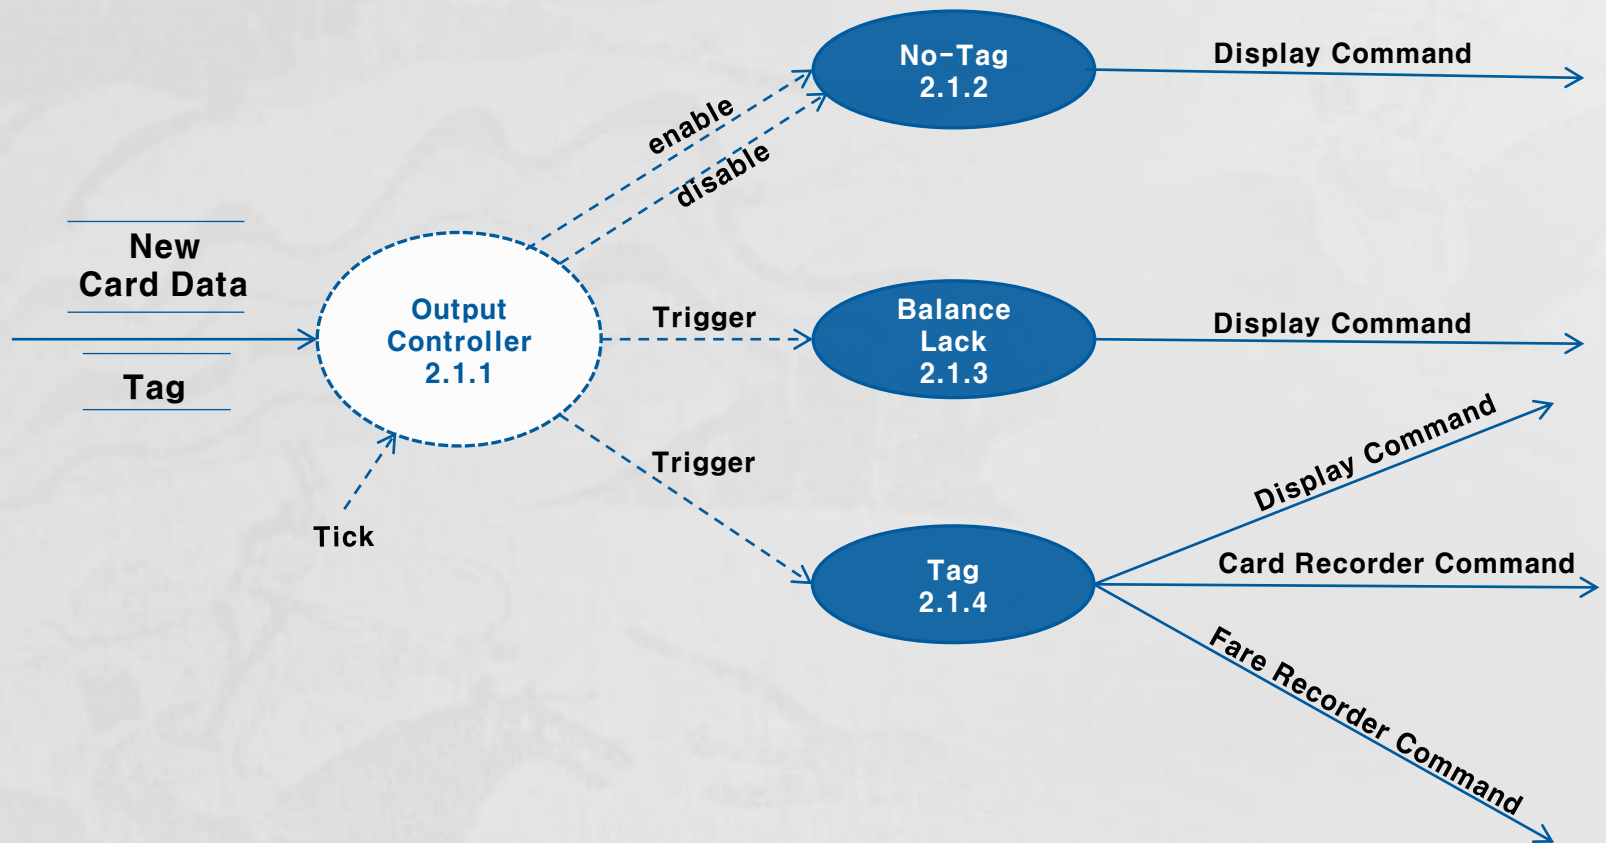 No-Tag
2.1.2
Display Command
enable
disable
New
Card Data
Tag
Output
Controller
2.1.1
Tick
Trigger
Balance
Lack
2.1.3
Display Command
Trigger
Tag
2.1.4
Display Command
Card Recorder Command
Fare Recorder Command